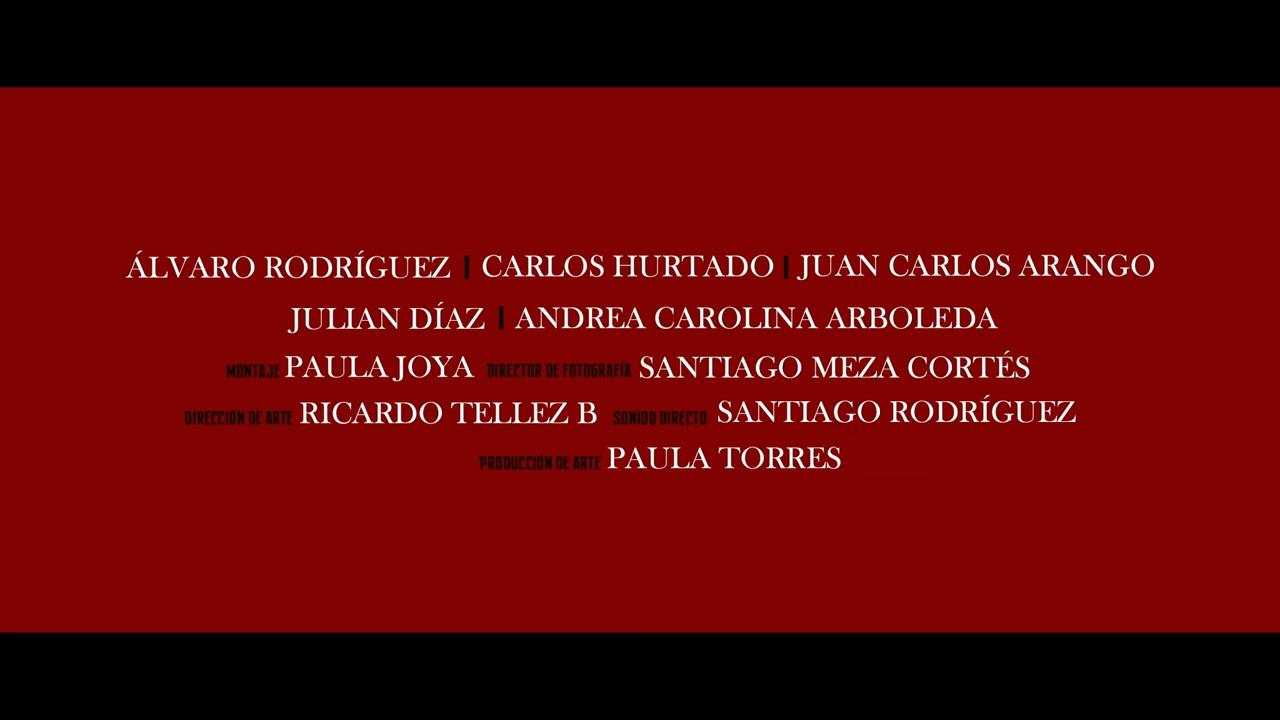 ÁLVARO RODRÍGUEZ | CARLOS HURTADO | JUAN CARLOS ARANGO
JULIAN DÍAZ | ANDREA CAROLINA ARBOLEDA
MONTAJE PAULA JOYA DIRECTOR DE FOTOGRAFÍA SANTIAGO MEZA CORTÉS
DIRECCIÓN DE ARTE RICARDO TELLEZ B SONIDO DIRECTO SANTIAGO RODRÍGUEZ
PRODUCCIÓN DE ARTE PAULA TORRES